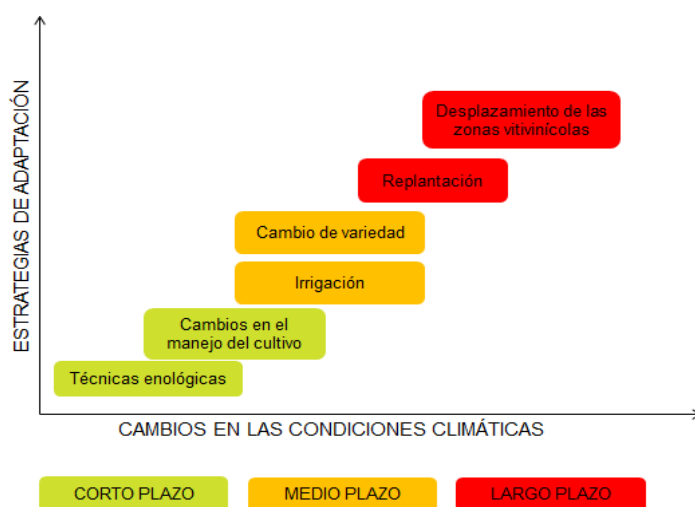 ESTRATEGIAS DE ADAPTACIÓN
Desplazamiento de las
zonas vitivinícolas
Replantación
Cambio de variedad
Irrigación
Cambios en el
manejo del cultivo
Técnicas enológicas
CAMBIOS EN LAS CONDICIONES CLIMÁTICAS
CORTO PLAZO
MEDIO PLAZO
LARGO PLAZO